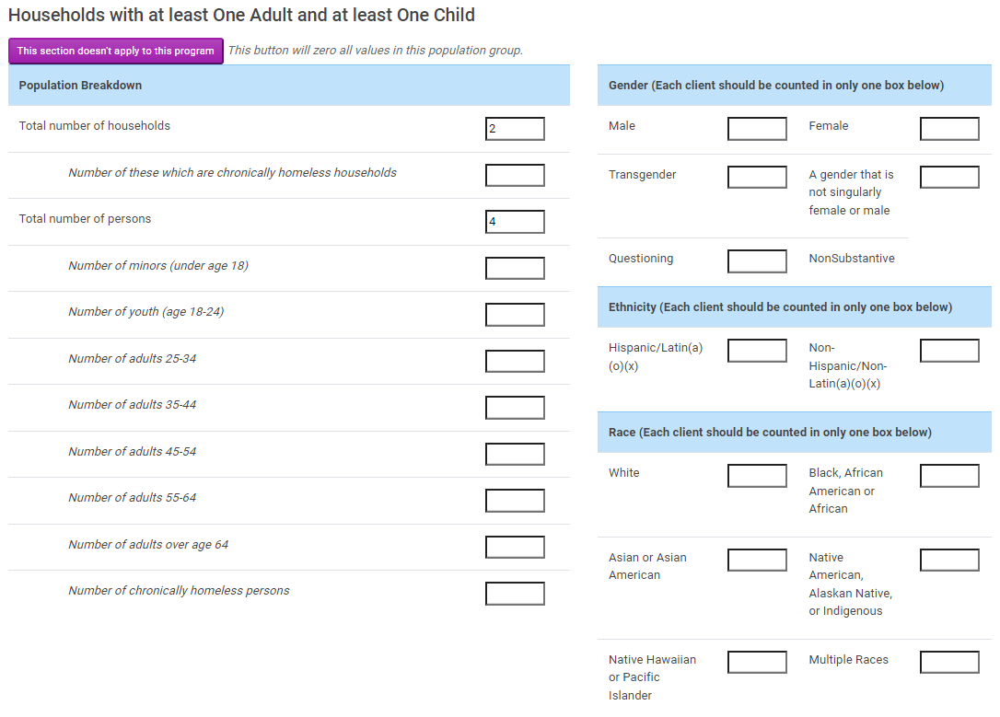 Households with at least One Adult and at least One Child
This section doesn't apply to this program This button will zero all values in this population group.
Population Breakdown
Total number of households 2
Number of these which are chronically homeless households
Total number of persons 4
Number of minors (under age 18)
Number of youth (age 18-24)
Number of adults 25-34
Number of adults 35-44
Number of adults 45-54
Number of adults 55-64
Number of adults over age 64
Number of chronically homeless persons
Gender (Each client should be counted in only one box below)
Male Female
Transgender
A gender that is
not singularly
female or male
Questioning NonSubstantive
Ethnicity (Each client should be counted in only one box below)
Hispanic/Latin(a)
(o)(x)
Non-
Hispanic/Non-
Latin(a)(o)(x)
Race (Each client should be counted in only one box below)
White
Black, African
American or
African
Asian or Asian
American
Native
American,
Alaskan Native,
or Indigenous
Native Hawaiian
or Pacific
Islander
Multiple Races